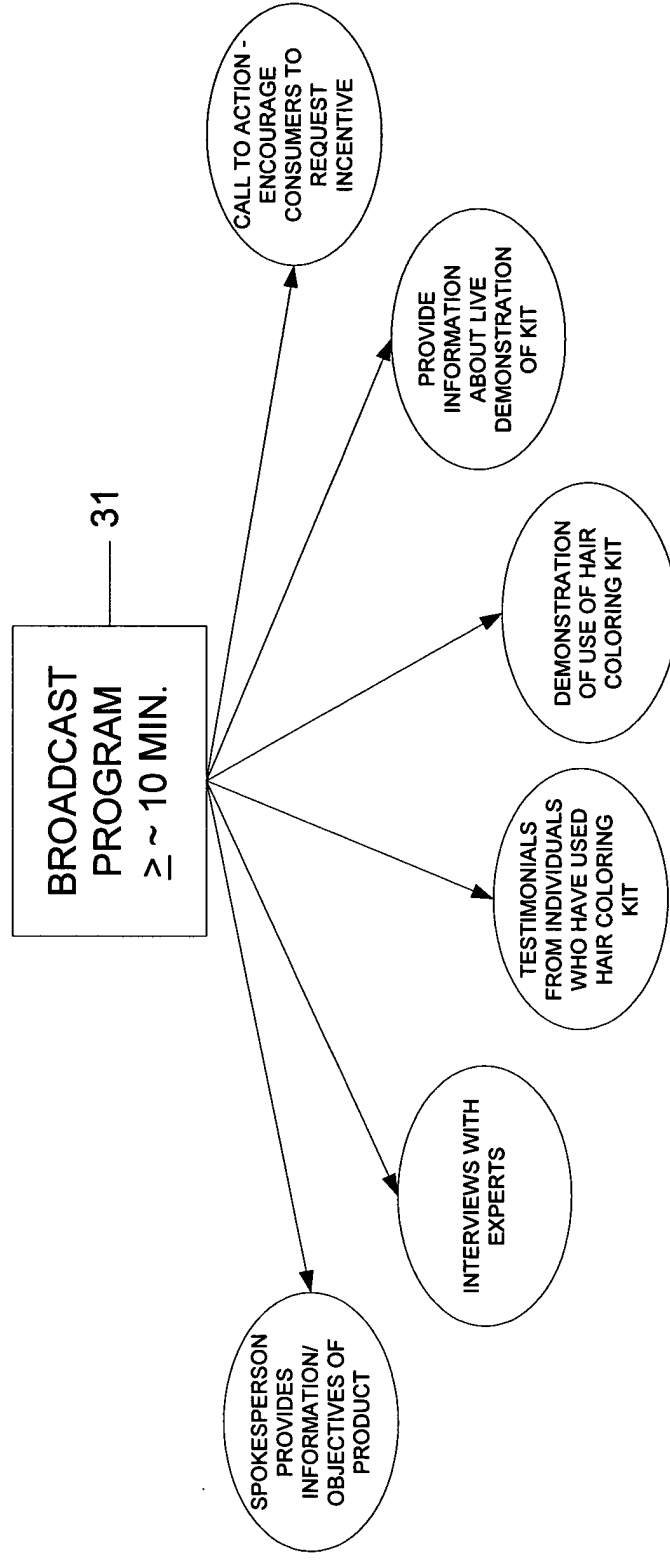 BROADCAST
PROGRAM
≥ ~ 10 MIN.
31
SPOKESPERSON
PROVIDES
INFORMATION/
OBJECTIVES OF
PRODUCT
INTERVIEWS WITH
EXPERTS
TESTIMONIALS
FROM INDIVIDUALS
WHO HAVE USED
HAIR COLORING
KIT
DEMONSTRATION
OF USE OF HAIR
COLORING KIT
PROVIDE
INFORMATION
ABOUT LIVE
DEMONSTRATION
OF KIT
CALL TO ACTION -
ENCOURAGE
CONSUMERS TO
REQUEST
INCENTIVE